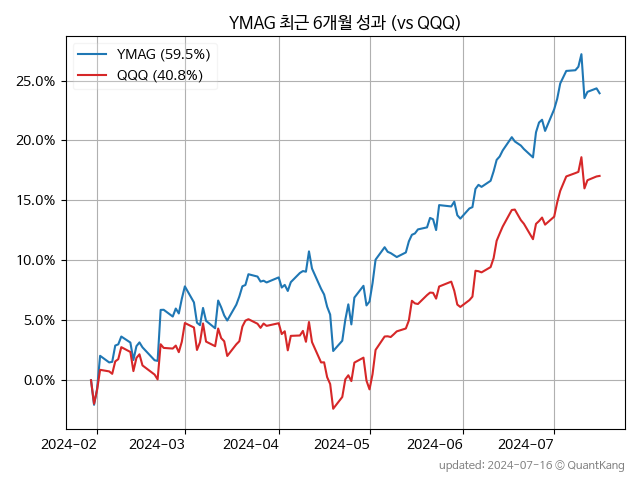 YMAG 최근 6개월 성과 (vs QQQ)
YMAG (59.5%)
QQQ (40.8%)
25.0%
20.0%
15.0%
10.0%
5.0%
0.0%
2024-02 2024-03 2024-04 2024-05 2024-06 2024-07
updated: 2024-07-16 © QuantKang